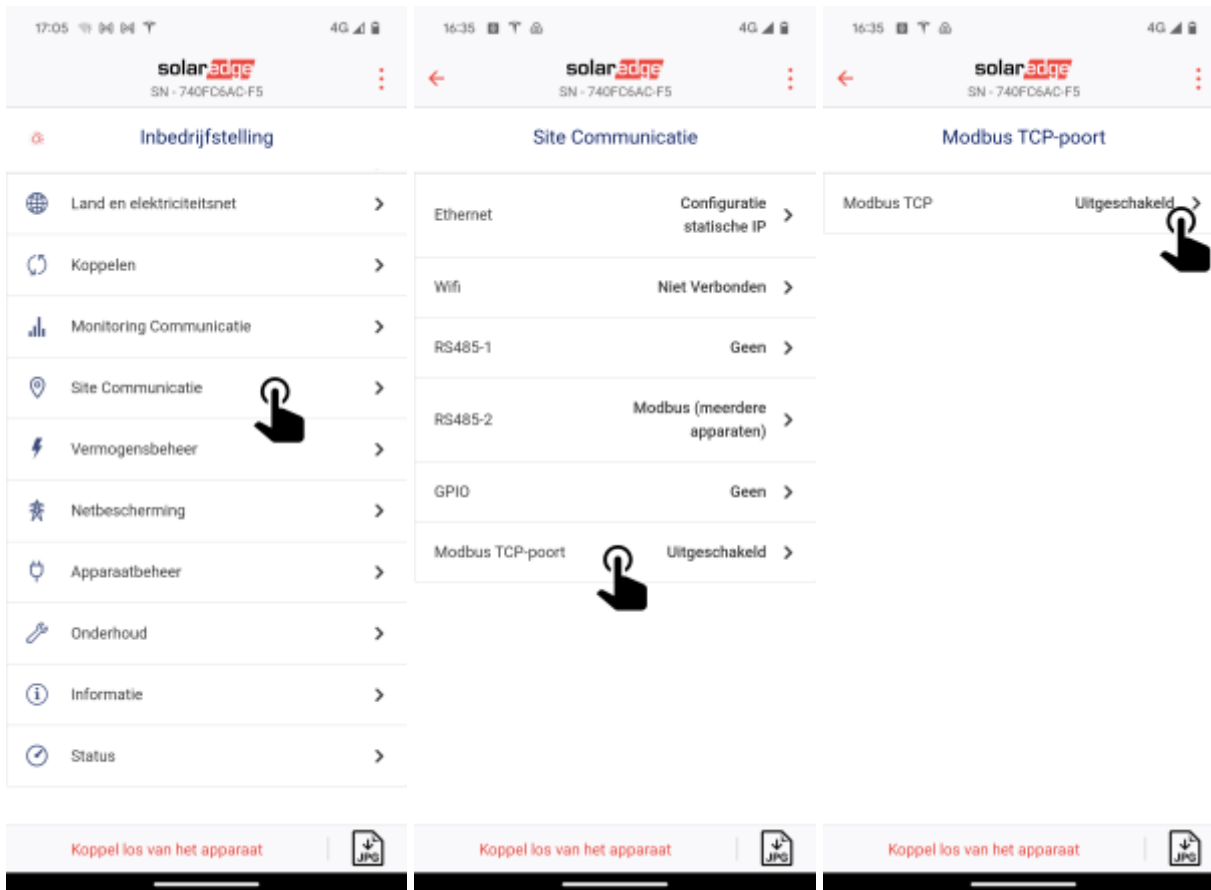 17:05 4G
solaredge
SN - 740FC6AC-F5
Inbedrijfstelling
Land en elektriciteitsnet
Koppelen
Monitoring Communicatie
Site Communicatie
Vermogensbeheer
Netbescherming
Apparaatbeheer
Onderhoud
Informatie
Status
Koppel los van het apparaat
JPG
16:35 4G
solaredge
SN - 740FC6AC-F5
Site Communicatie
Ethernet
Configuratie
statische IP
Wifi Niet Verbonden
RS485-1 Geen
RS485-2
Modbus (meerdere
apparaten)
GPIO Geen
Modbus TCP-poort Uitgeschakeld
Koppel los van het apparaat
JPG
16:35 4G
solaredge
SN - 740FC6AC-F5
Modbus TCP-poort
Modbus TCP Uitgeschakeld
Koppel los van het apparaat
JPG